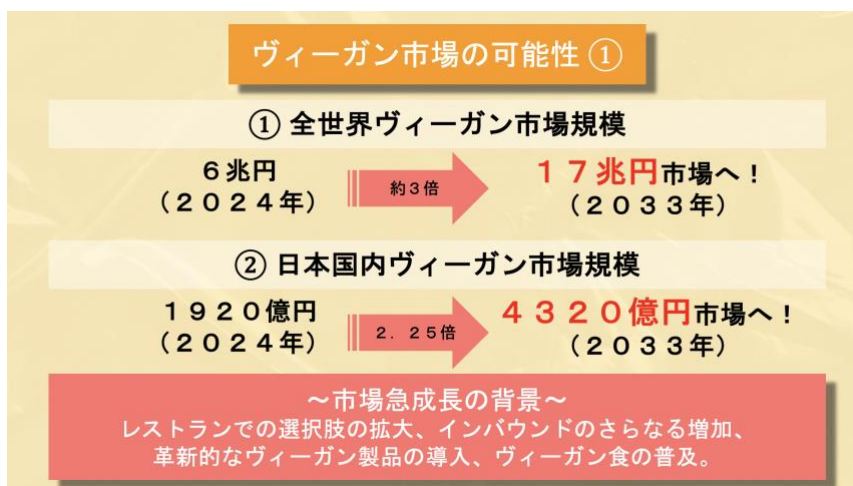 ヴィーガン市場の可能性 ①
① 全世界ヴィーガン市場規模
６兆円
（２０２４年）
約３倍
１７兆円市場へ！
（２０３３年）
② 日本国内ヴィーガン市場規模
１９２０億円
（２０２４年）
２．２５倍
４３２０億円市場へ！
（２０３３年）
～市場急成長の背景～
レストランでの選択肢の拡大、インバウンドのさらなる増加、
革新的なヴィーガン製品の導入、ヴィーガン食の普及。